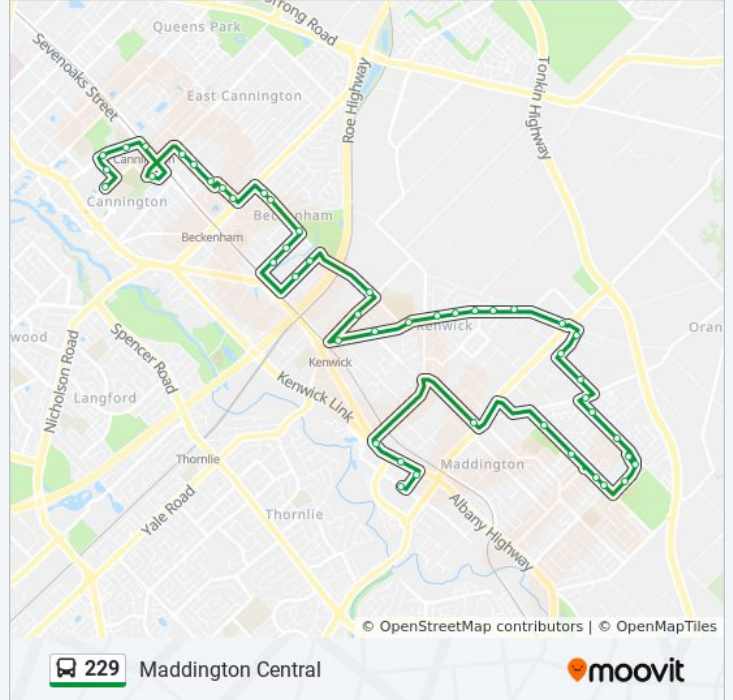 Strong Road
Queens Park
Sevenoaks Street
East Cannington
Roe Highway
Tonkin Highway
Cannington
Beckenham
Beckenham
wood
Nicholson Road
Spencer Road
Langford
Kenwick
Oran
Kenwick
Kenwick Link
Thornlie
Maddington
Yale Road
Thornlie
Albany Highway
© OpenStreetMap contributors | © OpenMapTiles
229 Maddington Central
moovit